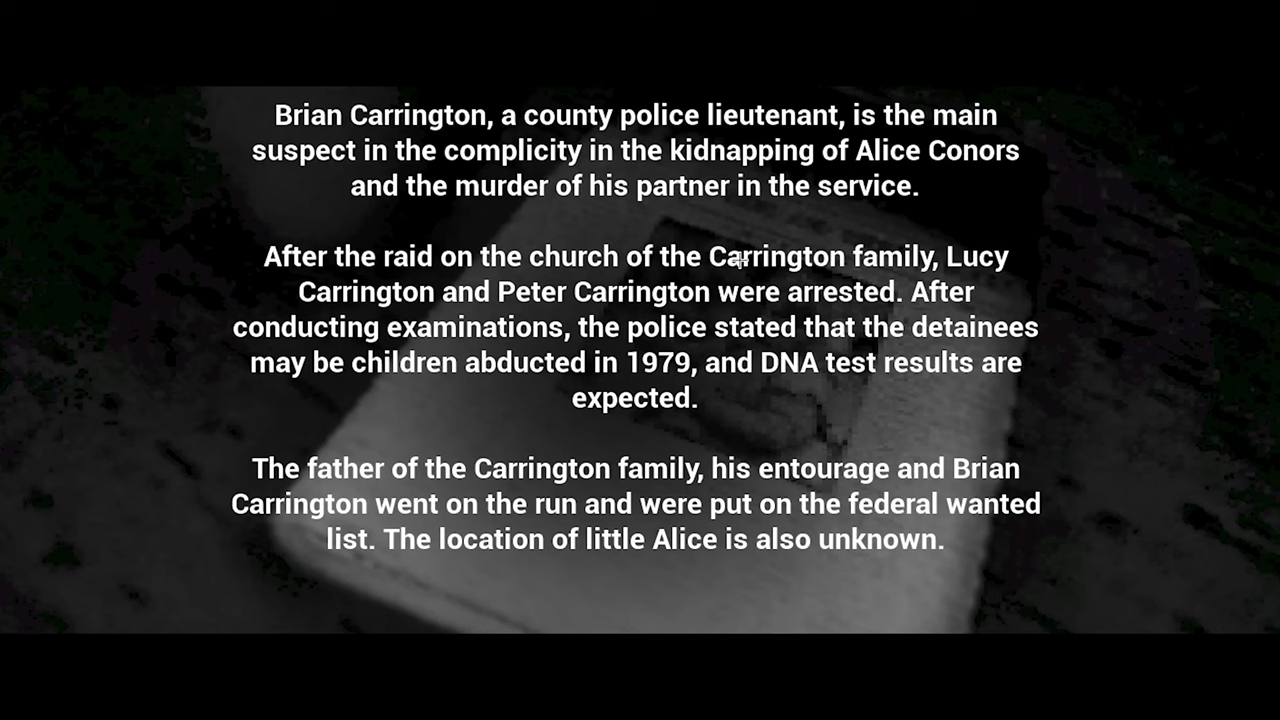 Brian Carrington, a county police lieutenant, is the main
suspect in the complicity in the kidnapping of Alice Conors
and the murder of his partner in the service.
After the raid on the church of the Carrington family, Lucy
Carrington and Peter Carrington were arrested. After
conducting examinations, the police stated that the detainees
may be children abducted in 1979, and DNA test results are
expected.
The father of the Carrington family, his entourage and Brian
Carrington went on the run and were put on the federal wanted
list. The location of little Alice is also unknown.